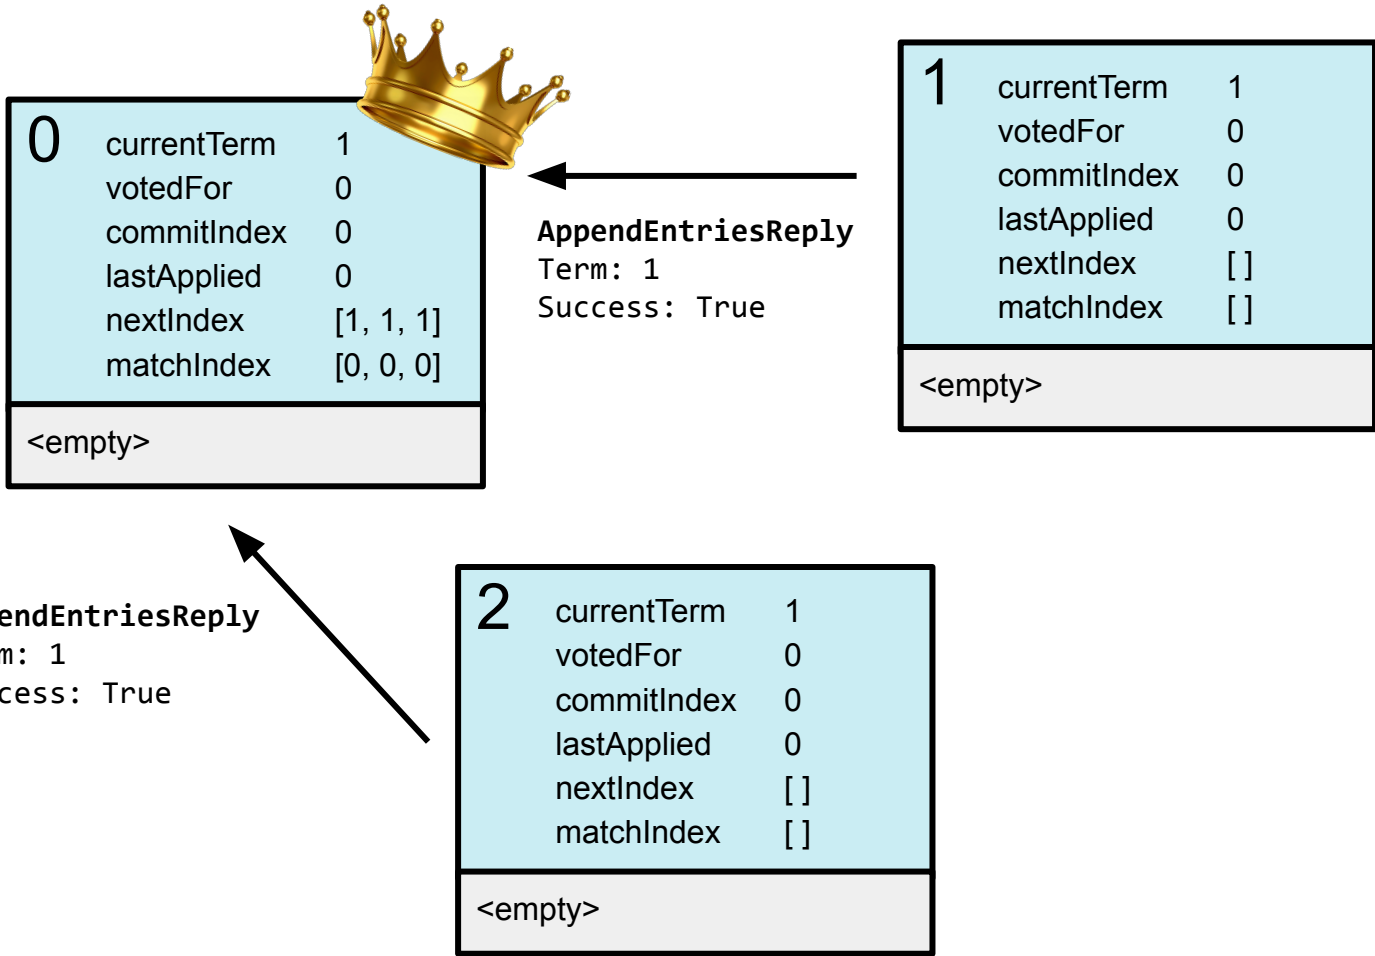 0
currentTerm 1
votedFor 0
commitIndex 0
lastApplied 0
nextIndex [1, 1, 1]
matchIndex [0, 0, 0]
<empty>
AppendEntriesReply
Term: 1
Success: True
1
currentTerm 1
votedFor 0
commitIndex 0
lastApplied 0
nextIndex [ ]
matchIndex [ ]
<empty>
endEntriesReply
m: 1
cess: True
2
currentTerm 1
votedFor 0
commitIndex 0
lastApplied 0
nextIndex [ ]
matchIndex [ ]
<empty>